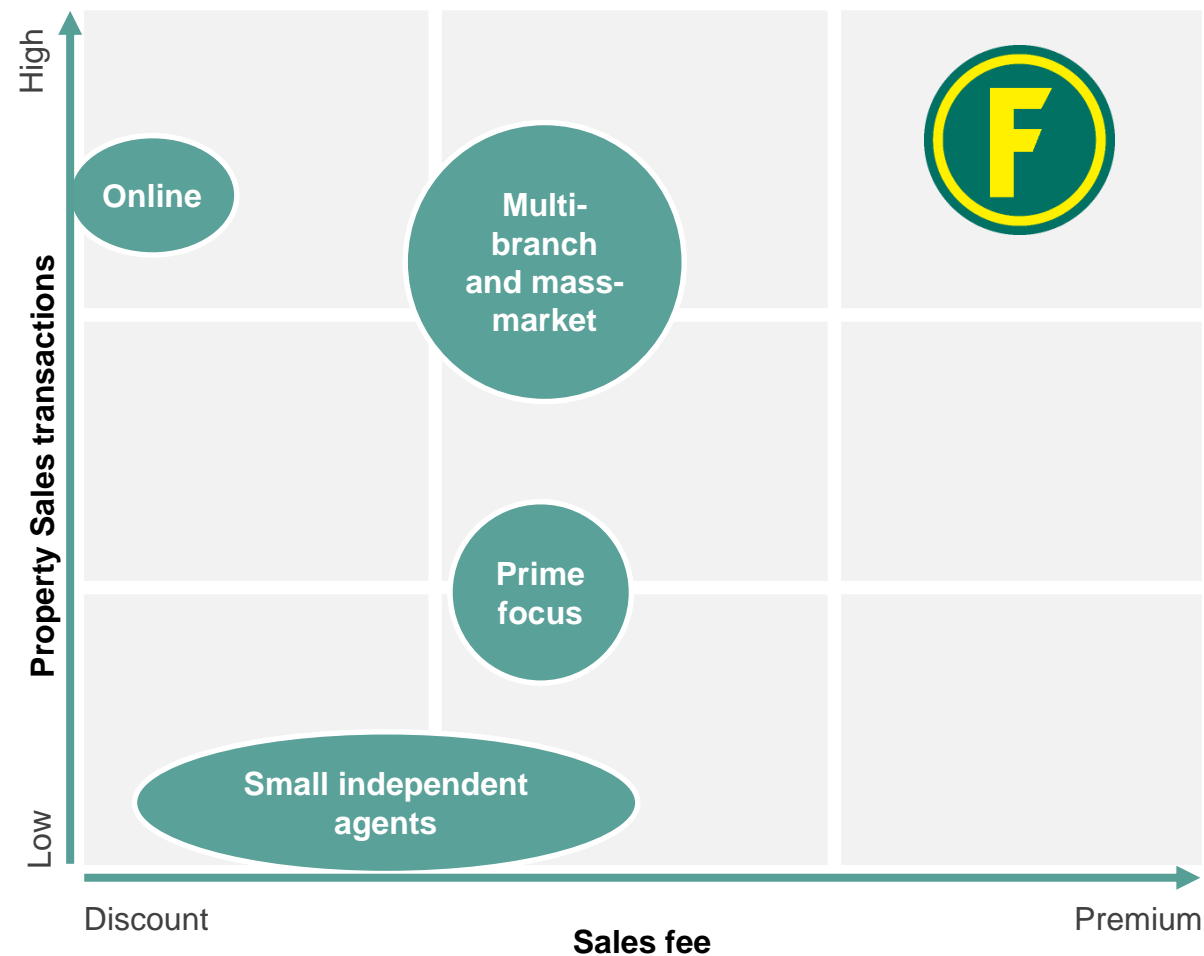 High
Online
Multi-
branch
and mass-
market
F
Property Sales transactions
Prime
focus
Small independent
agents
Low
Discount
Premium
Sales fee